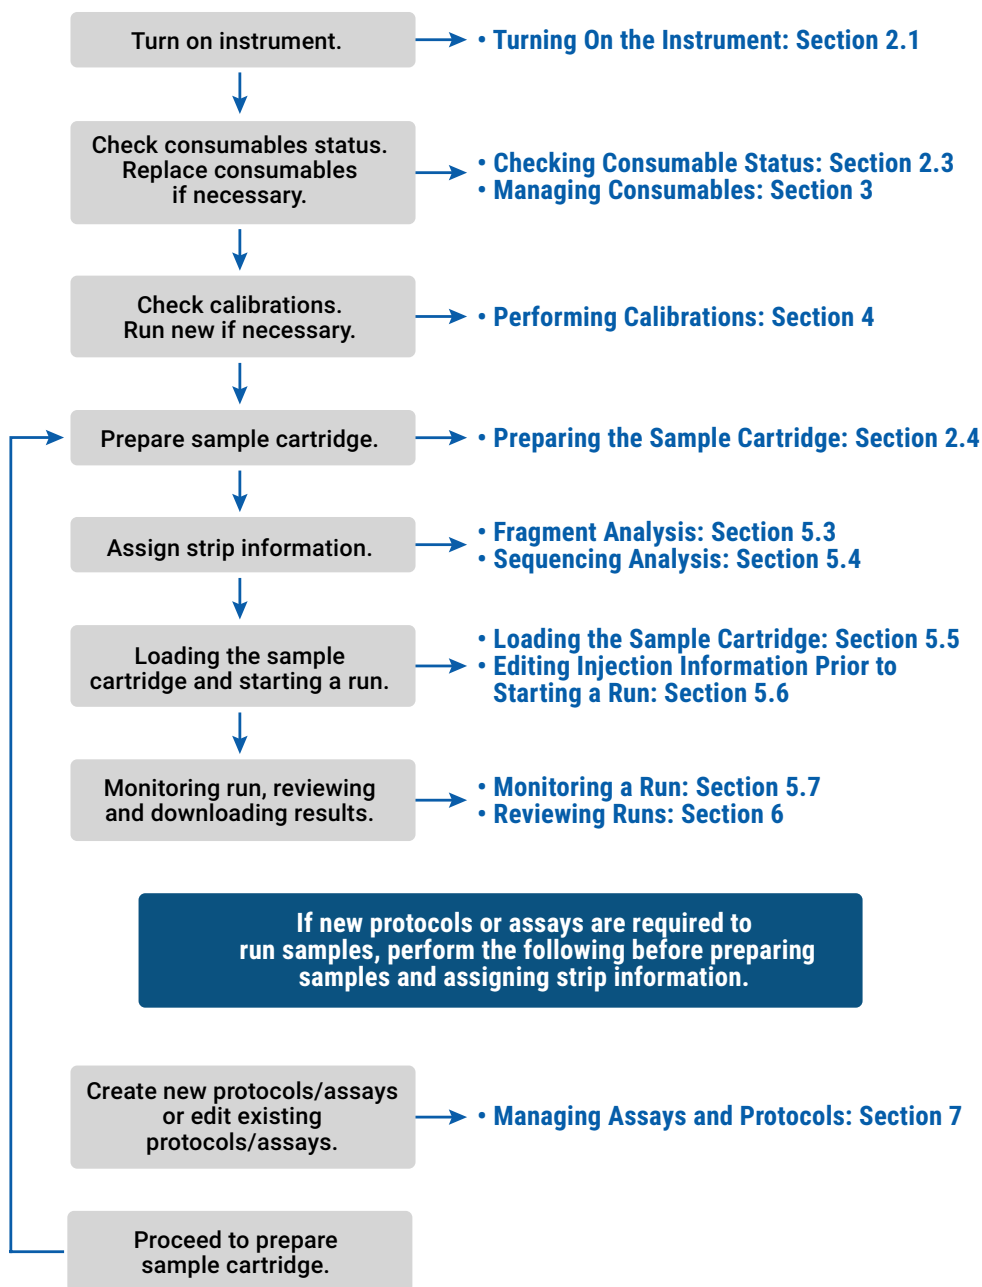 Turn on instrument.
• Turning On the Instrument: Section 2.1
Check consumables status.
Replace consumables
if necessary.
• Checking Consumable Status: Section 2.3
• Managing Consumables: Section 3
Check calibrations.
Run new if necessary.
• Performing Calibrations: Section 4
Prepare sample cartridge.
• Preparing the Sample Cartridge: Section 2.4
Assign strip information.
• Fragment Analysis: Section 5.3
• Sequencing Analysis: Section 5.4
Loading the sample
cartridge and starting a run.
• Loading the Sample Cartridge: Section 5.5
• Editing Injection Information Prior to
Starting a Run: Section 5.6
Monitoring run, reviewing
and downloading results.
• Monitoring a Run: Section 5.7
• Reviewing Runs: Section 6
If new protocols or assays are required to
run samples, perform the following before preparing
samples and assigning strip information.
Create new protocols/assays
or edit existing
protocols/assays.
• Managing Assays and Protocols: Section 7
Proceed to prepare
sample cartridge.